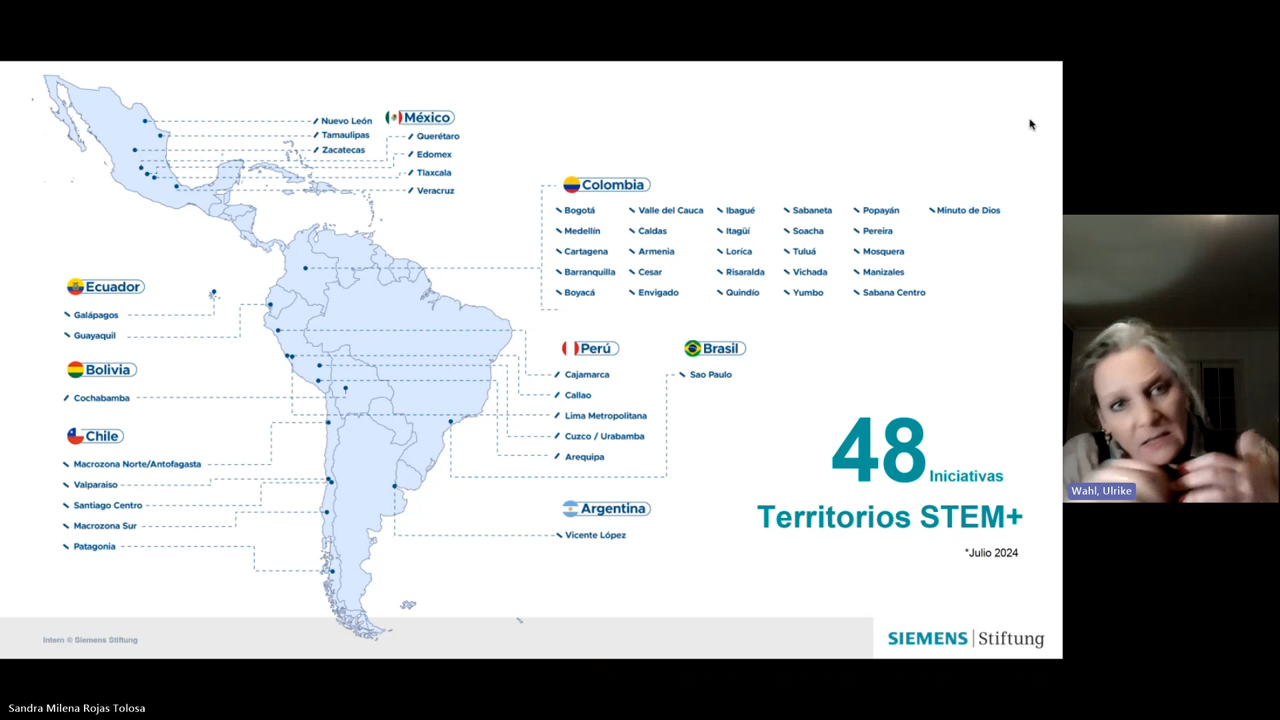 México
Nuevo León
Tamaulipas
Zacatecas
Querétaro
Edomex
Tlaxcala
Veracruz
Colombia
Bogotá
Medellín
Cartagena
Barranquilla
Boyacá
Valle del Cauca
Caldas
Armenia
Cesar
Envigado
Ibagué
Itagüí
Lorica
Risaralda
Quindío
Sabaneta
Soacha
Tuluá
Vichada
Yumbo
Popayán
Pereira
Mosquera
Manizales
Sabana Centro
Minuto de Dios
Ecuador
Galápagos
Guayaquil
Bolivia
Cochabamba
Chile
Macrozona Norte/Antofagasta
Valparaiso
Santiago Centro
Macrozona Sur
Patagonia
Perú
Cajamarca
Callao
Lima Metropolitana
Cuzco / Urabamba
Arequipa
Brasil
Sao Paulo
Argentina
Vicente López
48 Iniciativas
Territorios STEM+
*Julio 2024
Intern © Siemens Stiftung
SIEMENS | Stiftung
Wahl, Ulrike
Sandra Milena Rojas Tolosa